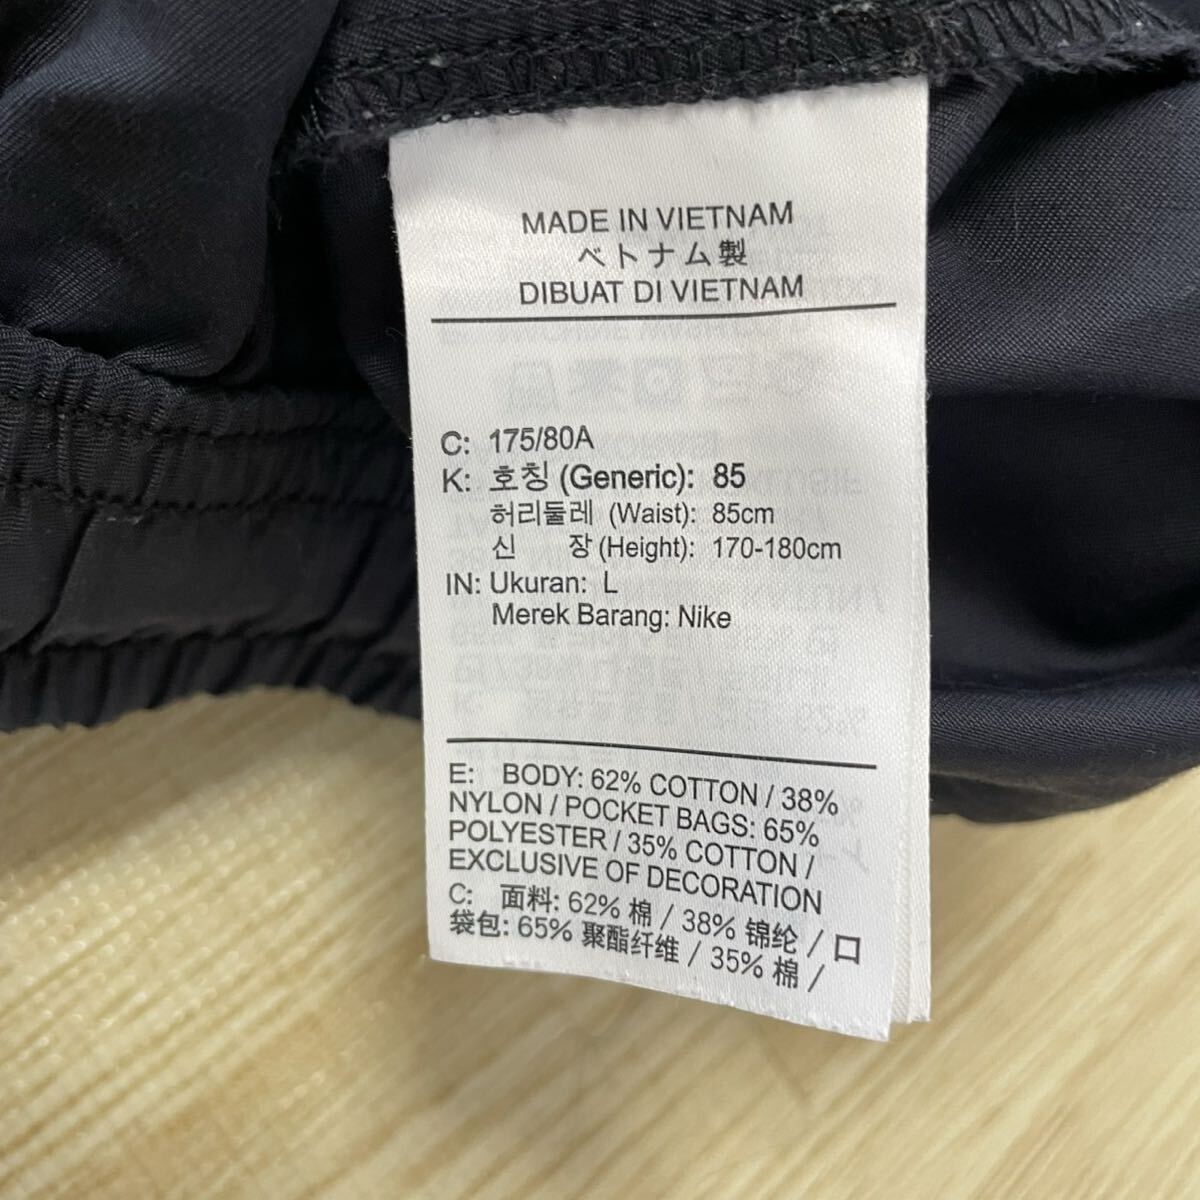 MADE IN VIETNAM
ベトナム製
DIBUAT DI VIETNAM
C: 175/80A
K: 호칭 (Generic): 85
허리둘레 (Waist): 85cm
신 장 (Height): 170-180cm
IN: Ukuran: L
Merek Barang: Nike
E: BODY: 62% COTTON / 38%
NYLON / POCKET BAGS: 65%
POLYESTER / 35% COTTON /
EXCLUSIVE OF DECORATION
C: 面料: 62% 棉 / 38% 锦纶 / 口
袋包: 65% 聚酯纤维 / 35% 棉 /